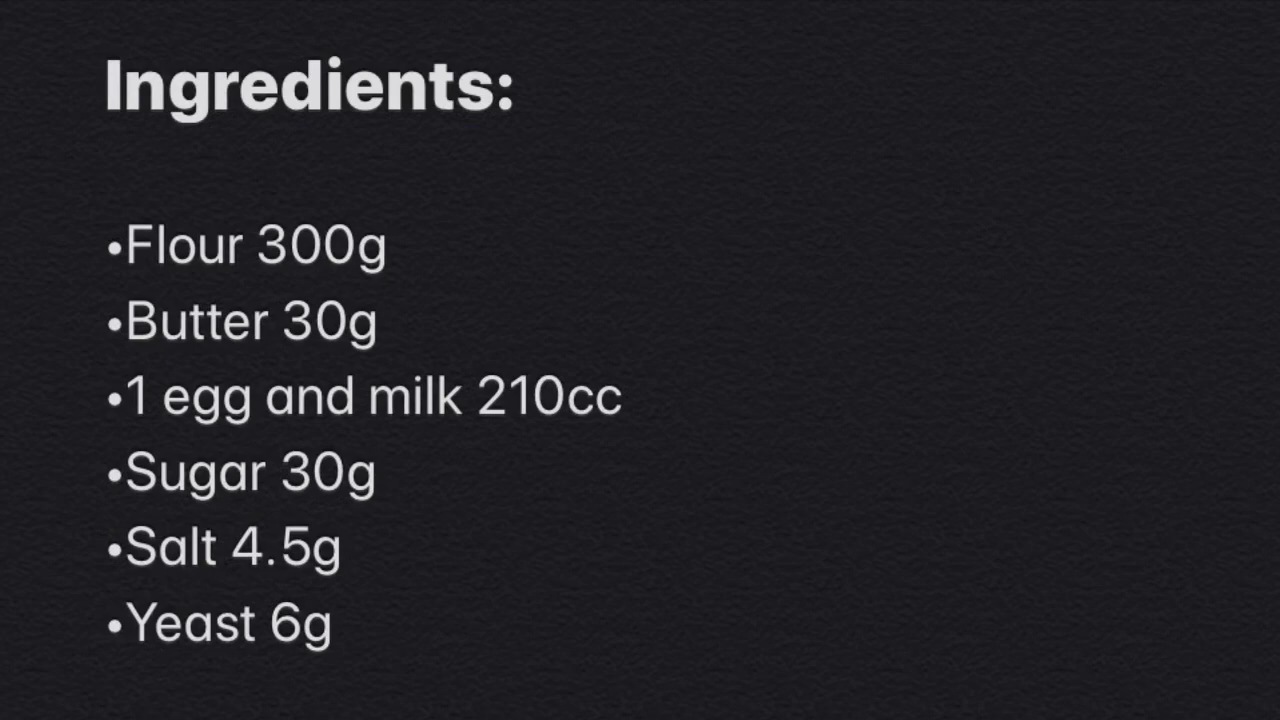 Ingredients:
•Flour 300g
•Butter 30g
•1 egg and milk 210cc
•Sugar 30g
•Salt 4.5g
•Yeast 6g